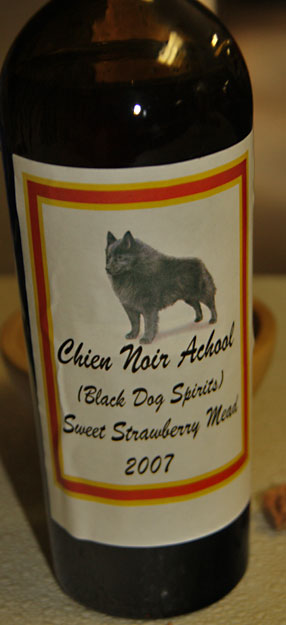 Chien Noir Achool
(Black Dog Spirits)
Sweet Strawberry Mead
2007